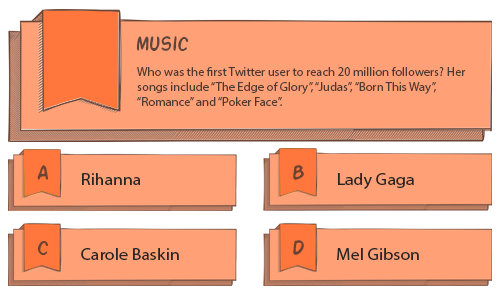 MUSIC
Who was the first Twitter user to reach 20 million followers? Her
songs include “The Edge of Glory”, “Judas”, “Born This Way”,
“Romance” and “Poker Face”.
A Rihanna
B Lady Gaga
C Carole Baskin
D Mel Gibson